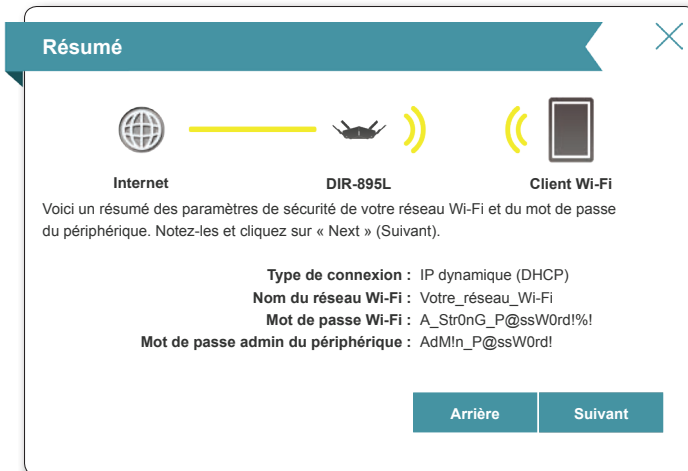 Résumé
Internet
DIR-895L
Client Wi-Fi
Voici un résumé des paramètres de sécurité de votre réseau Wi-Fi et du mot de passe
du périphérique. Notez-les et cliquez sur « Next » (Suivant).
Type de connexion : IP dynamique (DHCP)
Nom du réseau Wi-Fi : Votre_réseau_Wi-Fi
Mot de passe Wi-Fi : A_Str0nG_P@ssW0rd!%!
Mot de passe admin du périphérique : AdM!n_P@ssW0rd!
Arrière
Suivant